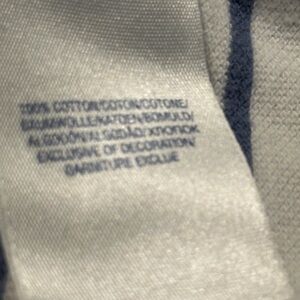 100% COTTON/COTON/COTONE/
BAUMWOLLE/KATOEN/BOMULD/
ALGODÓN/ALGODÃO/ХЛОПОК
EXCLUSIVE OF DECORATION/
GARNITURE EXCLUE